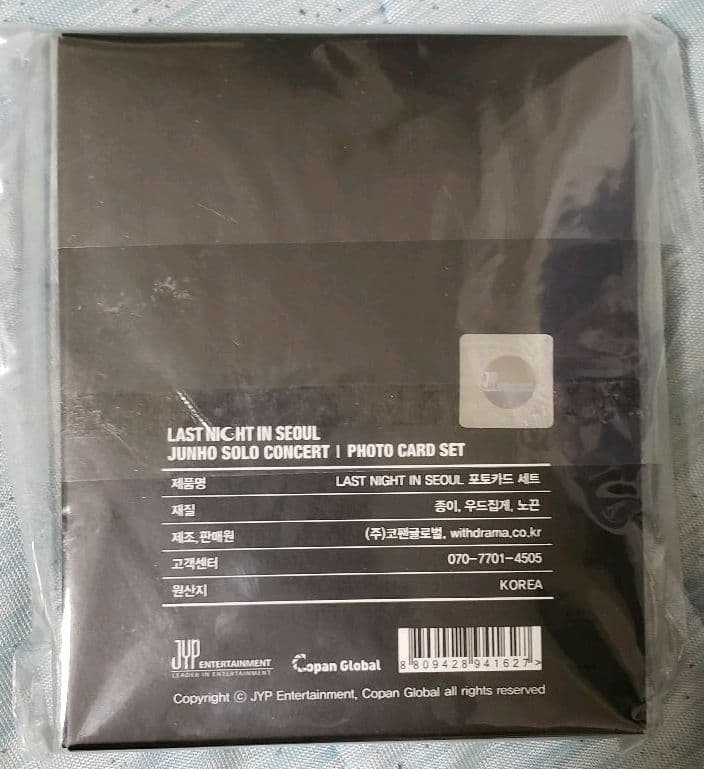 LAST NIGHT IN SEOUL
JUNHO SOLO CONCERT | PHOTO CARD SET
제품명 LAST NIGHT IN SEOUL 포토카드 세트
재질 종이, 우드집게, 노끈
제조,판매원 (주)코팬글로벌, withdrama.co.kr
고객센터 070-7701-4505
원산지 KOREA
JYP ENTERTAINMENT
LEADER IN ENTERTAINMENT
Copan Global
8 809428 941627 >
Copyright ⓒ JYP Entertainment, Copan Global all rights reserved